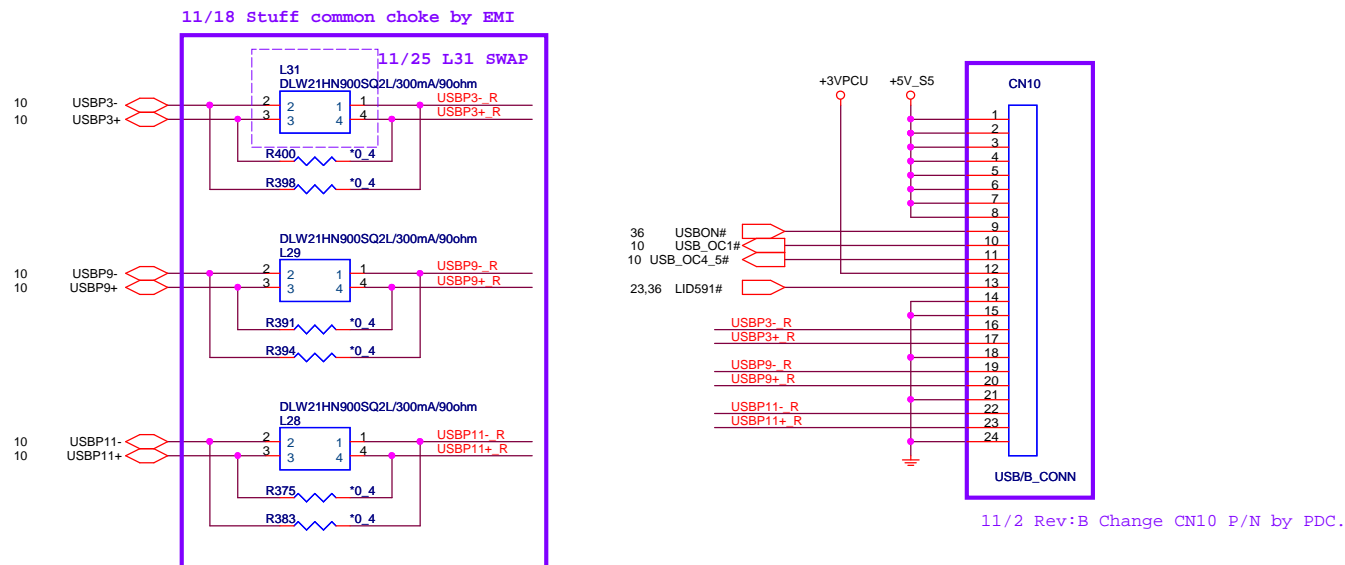 11/18 Stuff common choke by EMI
11/25 L31 SWAP
L31
DLW21HN900SQ2L/300mA/90ohm
10 USBP3- 2 2 1 1 USBP3-_R
10 USBP3+ 3 3 4 4 USBP3+_R
R400 *0_4
R398 *0_4
DLW21HN900SQ2L/300mA/90ohm
L29
10 USBP9- 2 2 1 1 USBP9-_R
10 USBP9+ 3 3 4 4 USBP9+_R
R391 *0_4
R394 *0_4
DLW21HN900SQ2L/300mA/90ohm
L28
10 USBP11- 2 2 1 1 USBP11-_R
10 USBP11+ 3 3 4 4 USBP11+_R
R375 *0_4
R383 *0_4
+3VPCU +5V_S5
CN10
1
2
3
4
5
6
7
8
36 USBON# 9
10 USB_OC1# 10
10 USB_OC4_5# 11
12
23,36 LID591# 13
14
15
USBP3-_R 16
USBP3+_R 17
18
USBP9-_R 19
USBP9+_R 20
21
USBP11-_R 22
USBP11+_R 23
24
USB/B_CONN
11/2 Rev:B Change CN10 P/N by PDC.